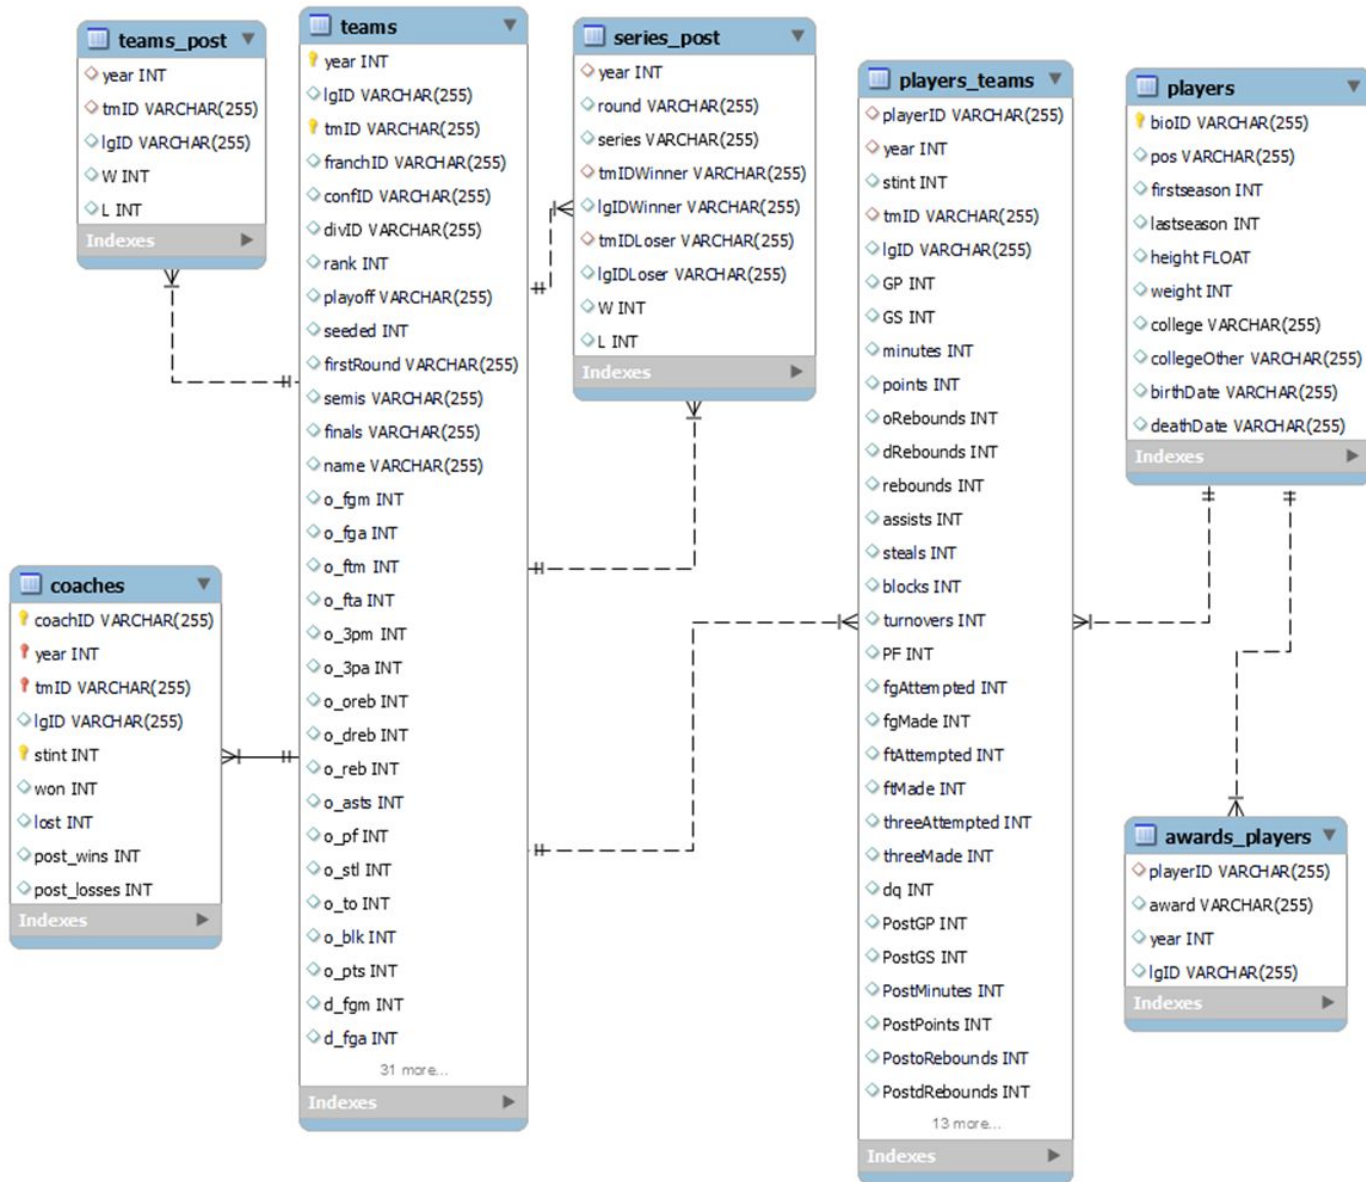 teams_post
year INT
tmID VARCHAR(255)
lgID VARCHAR(255)
W INT
L INT
Indexes
teams
year INT
lgID VARCHAR(255)
tmID VARCHAR(255)
franchID VARCHAR(255)
confID VARCHAR(255)
divID VARCHAR(255)
rank INT
playoff VARCHAR(255)
seeded INT
firstRound VARCHAR(255)
semis VARCHAR(255)
finals VARCHAR(255)
name VARCHAR(255)
o_fgm INT
o_fga INT
o_ftm INT
o_fta INT
o_3pm INT
o_3pa INT
o_oreb INT
o_dreb INT
o_reb INT
o_asts INT
o_pf INT
o_stl INT
o_to INT
o_blk INT
o_pts INT
d_fgm INT
d_fga INT
31 more...
Indexes
series_post
year INT
round VARCHAR(255)
series VARCHAR(255)
tmIDWinner VARCHAR(255)
lgIDWinner VARCHAR(255)
tmIDLoser VARCHAR(255)
lgIDLoser VARCHAR(255)
W INT
L INT
Indexes
players_teams
playerID VARCHAR(255)
year INT
stint INT
tmID VARCHAR(255)
lgID VARCHAR(255)
GP INT
GS INT
minutes INT
points INT
oRebounds INT
dRebounds INT
rebounds INT
assists INT
steals INT
blocks INT
turnovers INT
PF INT
fgAttempted INT
fgMade INT
ftAttempted INT
ftMade INT
threeAttempted INT
threeMade INT
dq INT
PostGP INT
PostGS INT
PostMinutes INT
PostPoints INT
PostoRebounds INT
PostdRebounds INT
13 more...
Indexes
players
bioID VARCHAR(255)
pos VARCHAR(255)
firstseason INT
lastseason INT
height FLOAT
weight INT
college VARCHAR(255)
collegeOther VARCHAR(255)
birthDate VARCHAR(255)
deathDate VARCHAR(255)
Indexes
coaches
coachID VARCHAR(255)
year INT
tmID VARCHAR(255)
lgID VARCHAR(255)
stint INT
won INT
lost INT
post_wins INT
post_losses INT
Indexes
awards_players
playerID VARCHAR(255)
award VARCHAR(255)
year INT
lgID VARCHAR(255)
Indexes